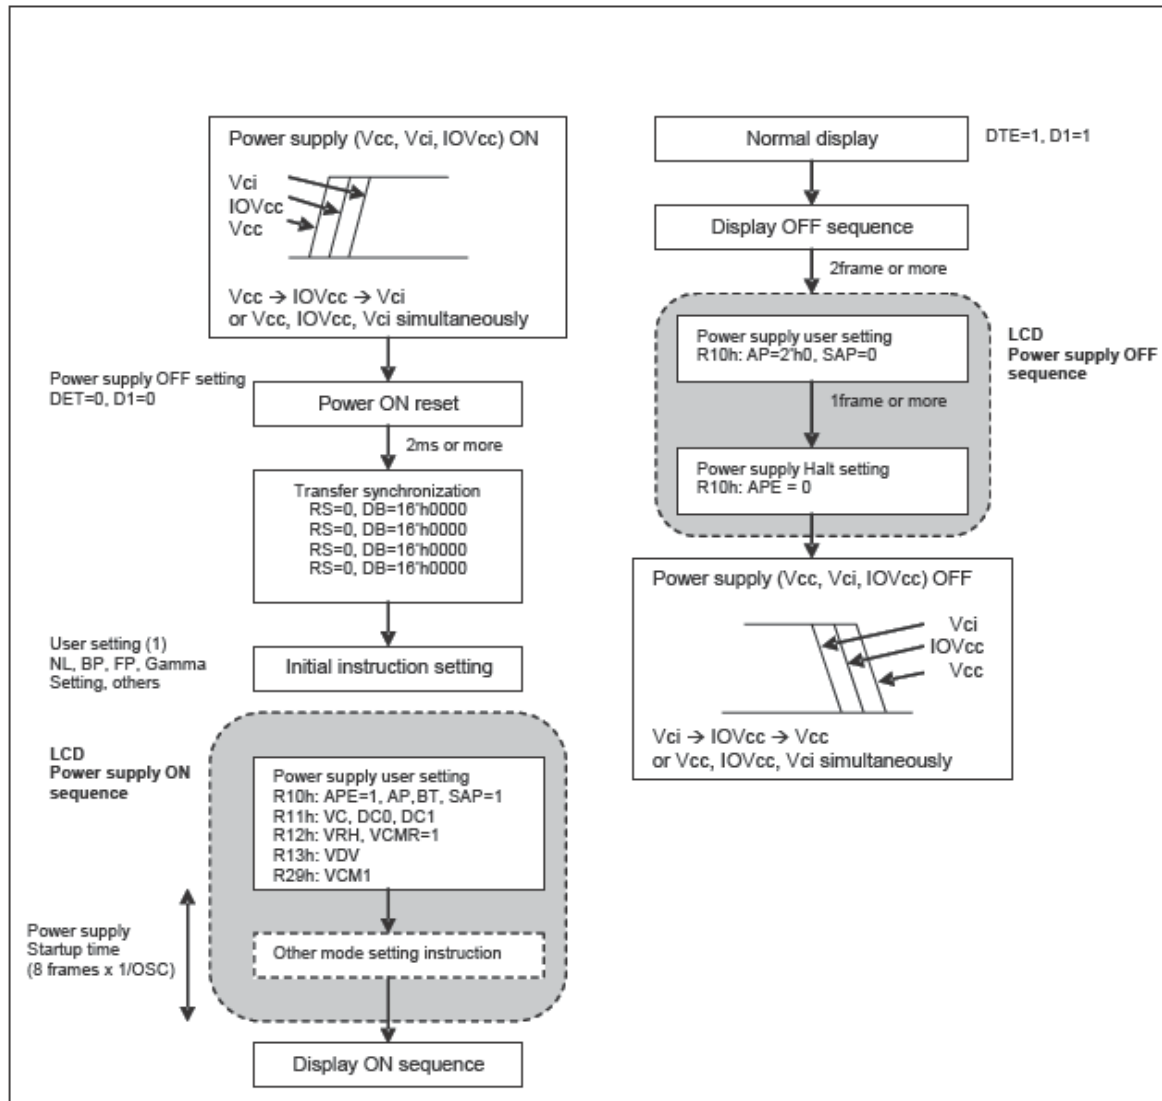 Power supply (Vcc, Vci, IOVcc) ON
Vci
IOVcc
Vcc
Vcc → IOVcc → Vci
or Vcc, IOVcc, Vci simultaneously
Power supply OFF setting
DET=0, D1=0
Power ON reset
2ms or more
Transfer synchronization
RS=0, DB=16"h0000
RS=0, DB=16"h0000
RS=0, DB=16"h0000
RS=0, DB=16"h0000
User setting (1)
NL, BP, FP, Gamma
Setting, others
Initial instruction setting
LCD
Power supply ON
sequence
Power supply user setting
R10h: APE=1, AP,BT, SAP=1
R11h: VC, DC0, DC1
R12h: VRH, VCMR=1
R13h: VDV
R29h: VCM1
Power supply
Startup time
(8 frames x 1/OSC)
Other mode setting instruction
Display ON sequence
Normal display
DTE=1, D1=1
Display OFF sequence
2frame or more
LCD
Power supply OFF
sequence
Power supply user setting
R10h: AP=2'h0, SAP=0
1frame or more
Power supply Halt setting
R10h: APE = 0
Power supply (Vcc, Vci, IOVcc) OFF
Vci
IOVcc
Vcc
Vci → IOVcc → Vcc
or Vcc, IOVcc, Vci simultaneously